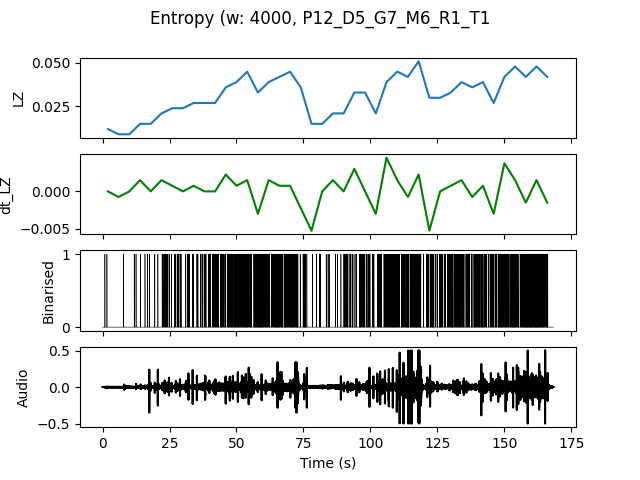 Entropy (w: 4000, P12_D5_G7_M6_R1_T1
0.050
0.025
LZ
0.000
−0.005
dt_LZ
1
0
Binarised
0.5
0.0
−0.5
Audio
0 25 50 75 100 125 150 175
Time (s)